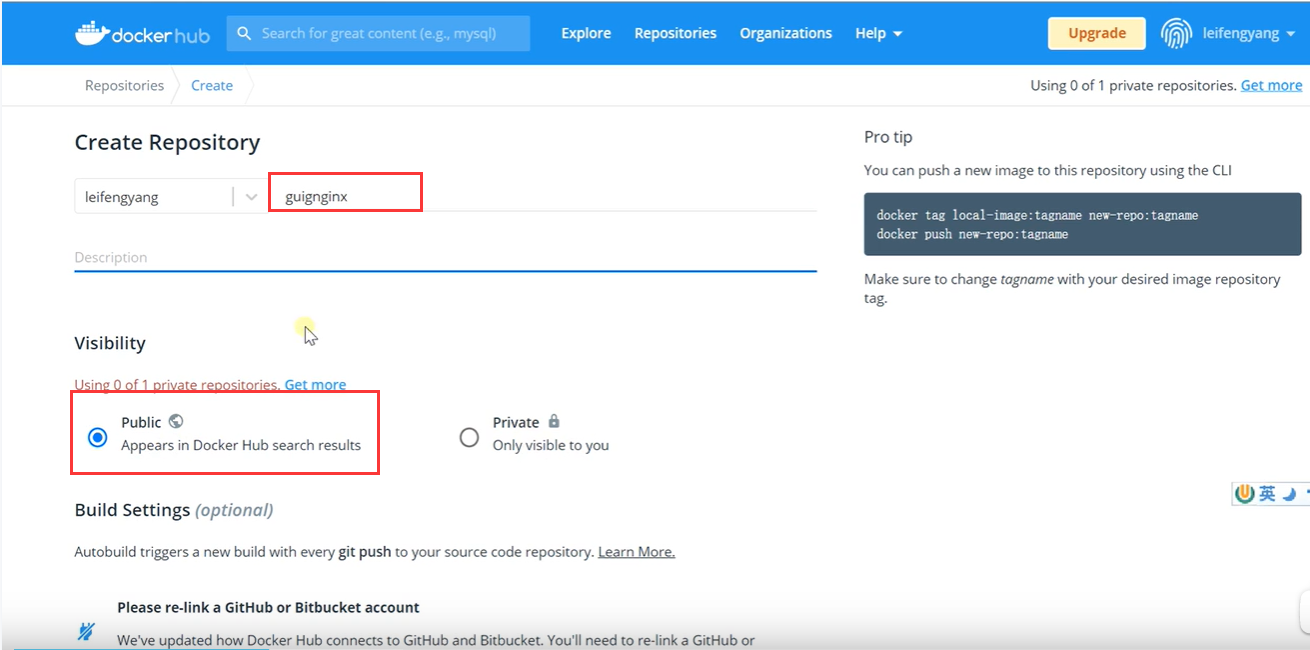 docker hub
Search for great content (e.g., mysql)
Explore
Repositories
Organizations
Help
Upgrade
leifengyang
Repositories
Create
Using 0 of 1 private repositories. Get more
Create Repository
leifengyang
guignginx
Description
Visibility
Using 0 of 1 private repositories. Get more
Public
Appears in Docker Hub search results
Private
Only visible to you
Build Settings (optional)
Autobuild triggers a new build with every git push to your source code repository. Learn More.
Please re-link a GitHub or Bitbucket account
We've updated how Docker Hub connects to GitHub and Bitbucket. You'll need to re-link a GitHub or
Pro tip
You can push a new image to this repository using the CLI
docker tag local-image:tagname new-repo:tagname
docker push new-repo:tagname
Make sure to change tagname with your desired image repository
tag.
英